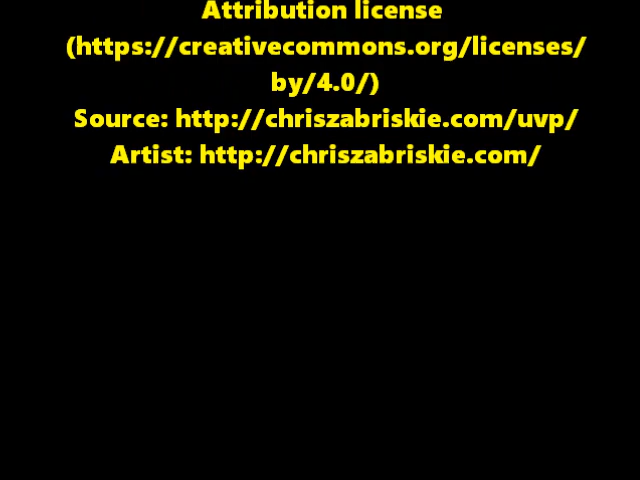 Attribution license
(https://creativecommons.org/licenses/
by/4.0/)
Source: http://chriszabriskie.com/uvp/
Artist: http://chriszabriskie.com/